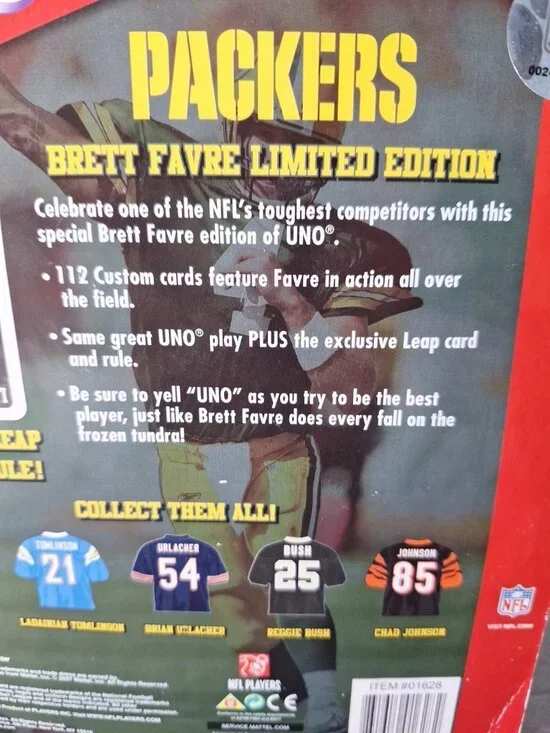 PACKERS
BRETT FAVRE LIMITED EDITION
Celebrate one of the NFL's toughest competitors with this
special Brett Favre edition of UNO®.
• 112 Custom cards feature Favre in action all over
the field.
• Same great UNO® play PLUS the exclusive Leap card
and rule.
• Be sure to yell "UNO" as you try to be the best
player, just like Brett Favre does every fall on the
frozen tundra!
EAP
ULE!
COLLECT THEM ALL!
TOMLINSON
21
URLACHER
54
BUSH
25
JOHNSON
85
LADAINIAN TOMLINSON
BRIAN URLACHER
REGGIE BUSH
CHAD JOHNSON
NFL
VISIT NFL.COM
NFL PLAYERS
CE
SERVICE.MATTEL.COM
ITEM #01628
002